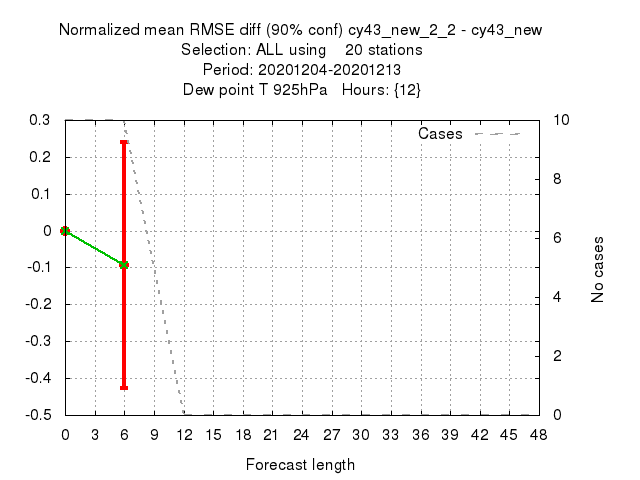 Normalized mean RMSE diff (90% conf) cy43_new_2_2 - cy43_new
Selection: ALL using    20 stations
Period: 20201204-20201213
Dew point T 925hPa   Hours: {12}
Cases
0.3
0.2
0.1
0
-0.1
-0.2
-0.3
-0.4
-0.5
10
8
6
4
2
0
No cases
0 3 6 9 12 15 18 21 24 27 30 33 36 39 42 45 48
Forecast length